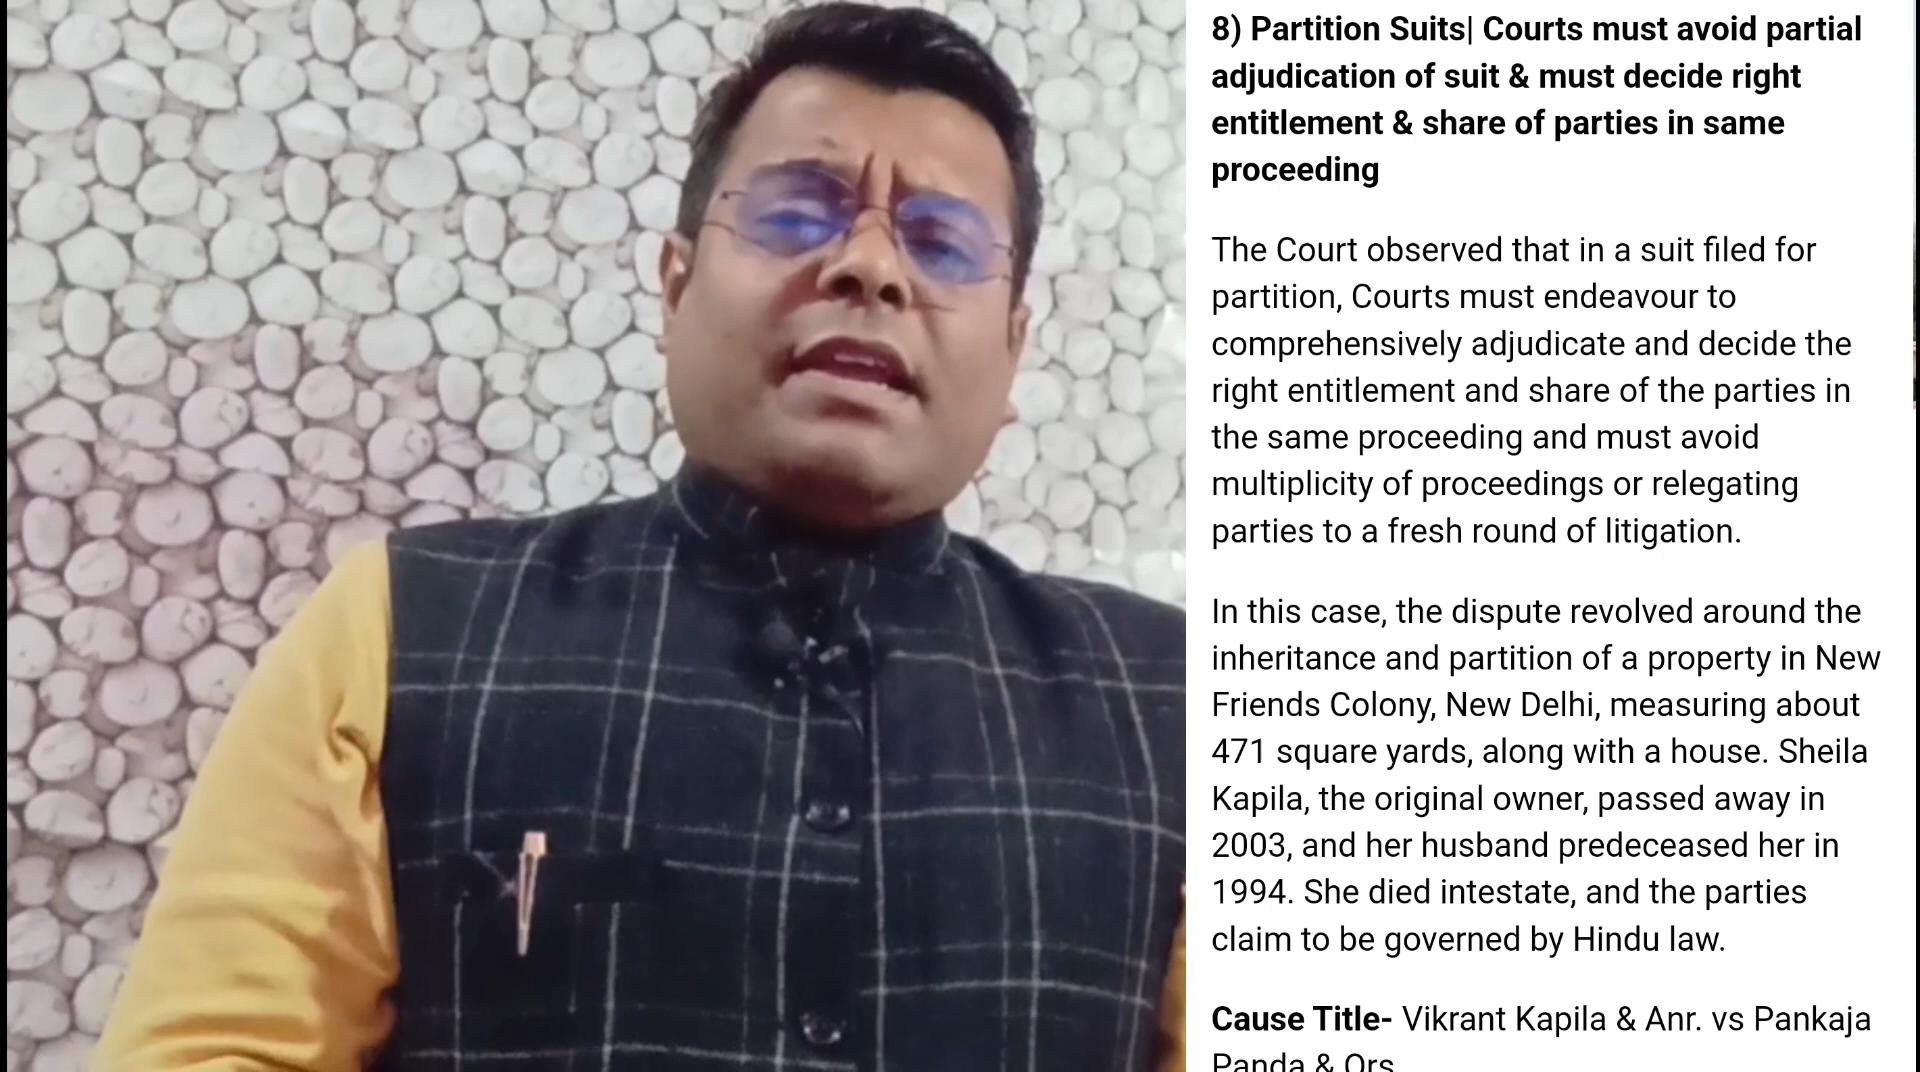 8) Partition Suits| Courts must avoid partial
adjudication of suit & must decide right
entitlement & share of parties in same
proceeding
The Court observed that in a suit filed for
partition, Courts must endeavour to
comprehensively adjudicate and decide the
right entitlement and share of the parties in
the same proceeding and must avoid
multiplicity of proceedings or relegating
parties to a fresh round of litigation.
In this case, the dispute revolved around the
inheritance and partition of a property in New
Friends Colony, New Delhi, measuring about
471 square yards, along with a house. Sheila
Kapila, the original owner, passed away in
2003, and her husband predeceased her in
1994. She died intestate, and the parties
claim to be governed by Hindu law.
Cause Title- Vikrant Kapila & Anr. vs Pankaja
Panda & Ors